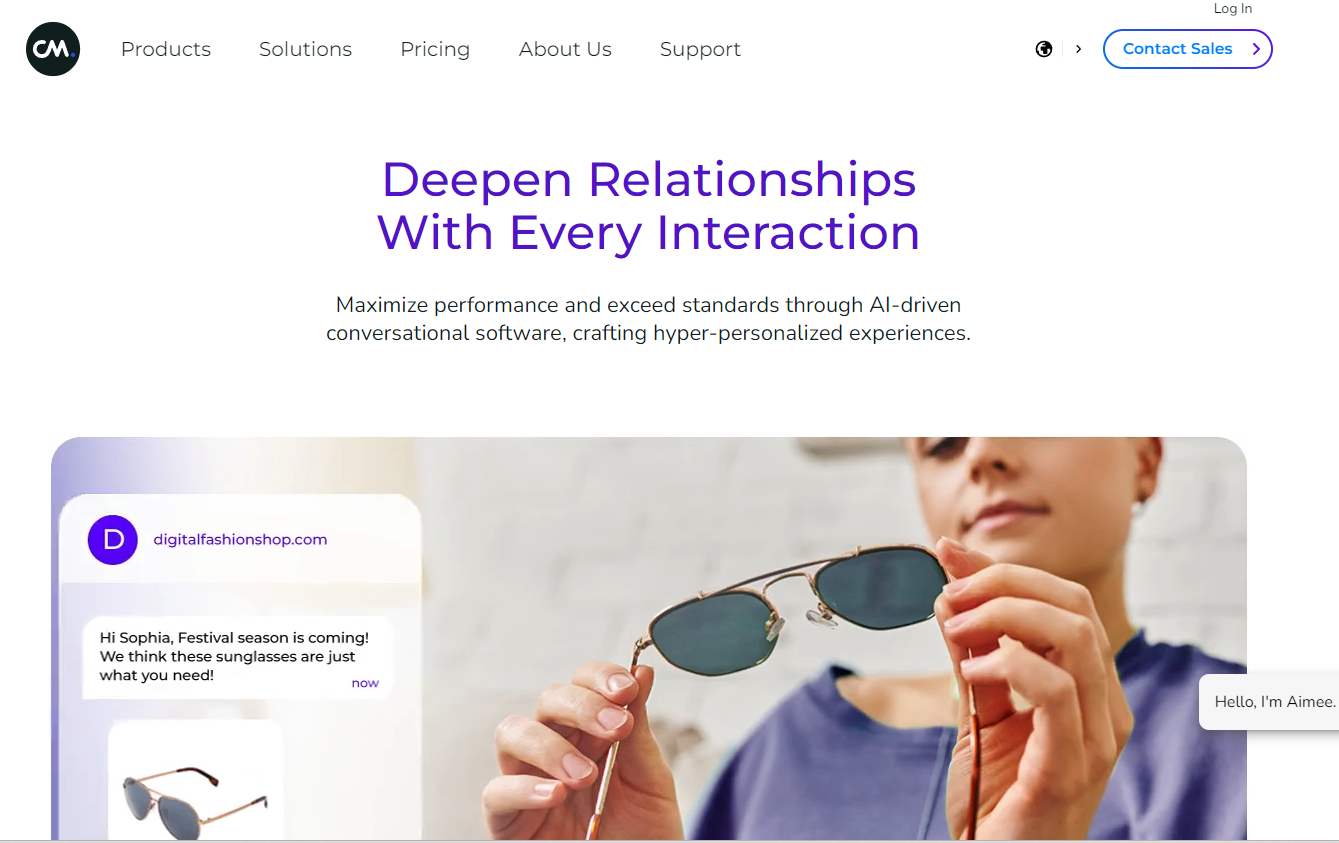 Log In
CM.
Products
Solutions
Pricing
About Us
Support
Contact Sales
Deepen Relationships
With Every Interaction
Maximize performance and exceed standards through AI-driven
conversational software, crafting hyper-personalized experiences.
D
digitalfashionshop.com
Hi Sophia, Festival season is coming!
We think these sunglasses are just
what you need!
now
Hello, I'm Aimee.